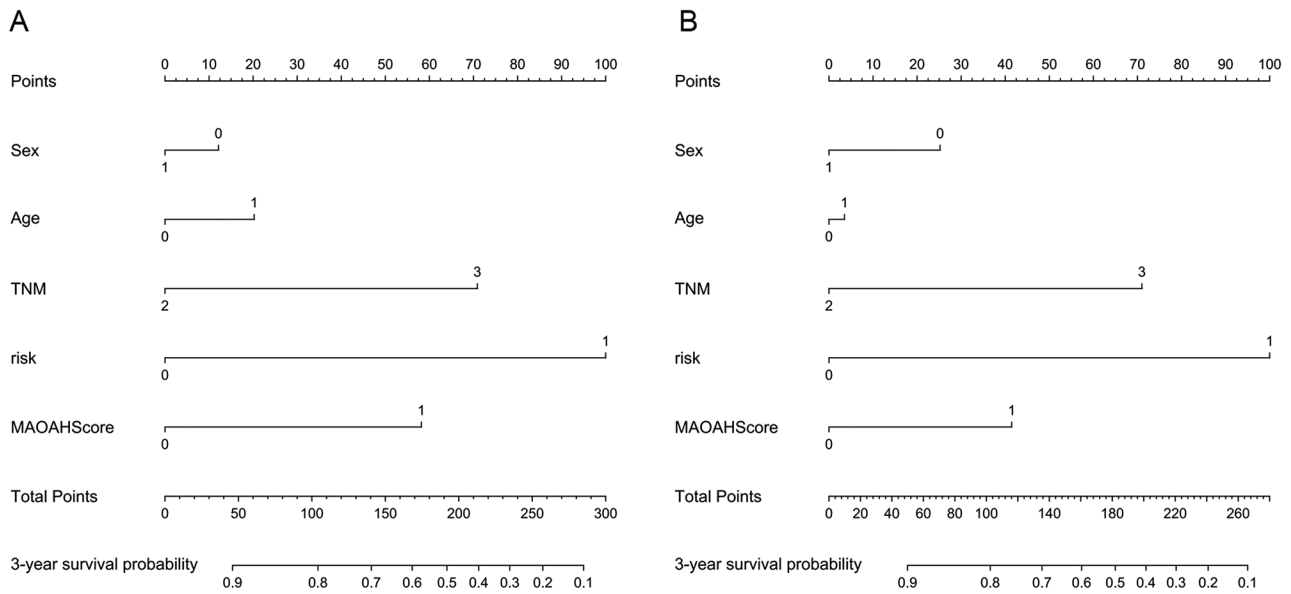 A
0 10 20 30 40 50 60 70 80 90 100
Points
0
Sex
1
1
Age
0
3
TNM
2
1
risk
0
1
MAOAHScore
0
Total Points
0 50 100 150 200 250 300
3-year survival probability
0.9 0.8 0.7 0.6 0.5 0.4 0.3 0.2 0.1
B
0 10 20 30 40 50 60 70 80 90 100
Points
0
Sex
1
1
Age
0
3
TNM
2
1
risk
0
1
MAOAHScore
0
Total Points
0 20 40 60 80 100 140 180 220 260
3-year survival probability
0.9 0.8 0.7 0.6 0.5 0.4 0.3 0.2 0.1